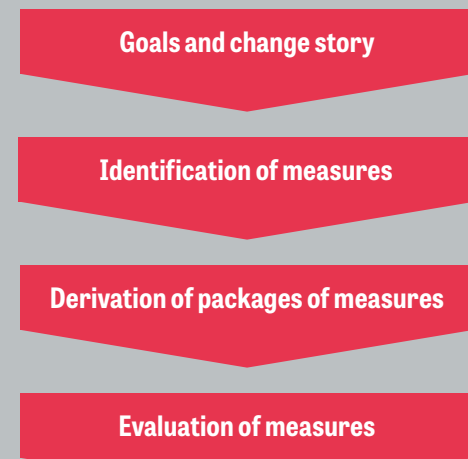 Goals and change story
Identification of measures
Derivation of packages of measures
Evaluation of measures